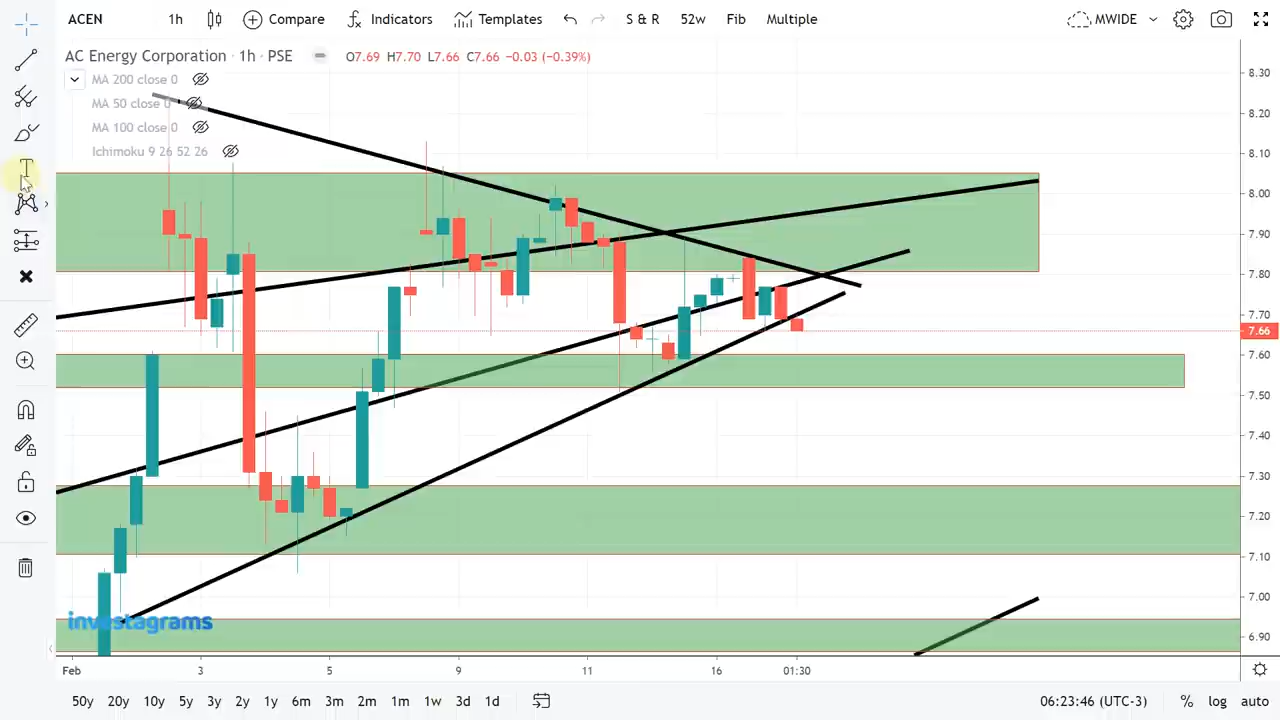 ACEN 1h Compare Indicators Templates S & R 52w Fib Multiple MWIDE
AC Energy Corporation · 1h · PSE O7.69 H7.70 L7.66 C7.66 −0.03 (−0.39%)
MA 200 close 0
MA 50 close 0
MA 100 close 0
Ichimoku 9 26 52 26
8.30
8.20
8.10
8.00
7.90
7.80
7.70
7.66
7.60
7.50
7.40
7.30
7.20
7.10
7.00
6.90
investagrams
Feb 3 5 9 11 16 01:30
50y 20y 10y 5y 3y 2y 1y 6m 3m 2m 1m 1w 3d 1d 06:23:46 (UTC-3) % log auto